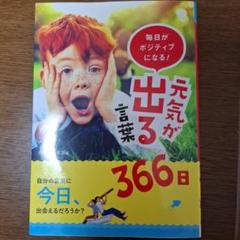 毎日が
ポジティブ
になる!
元気が
出る
言葉
366日
自分の言葉に
今日、
出会えるだろうか?